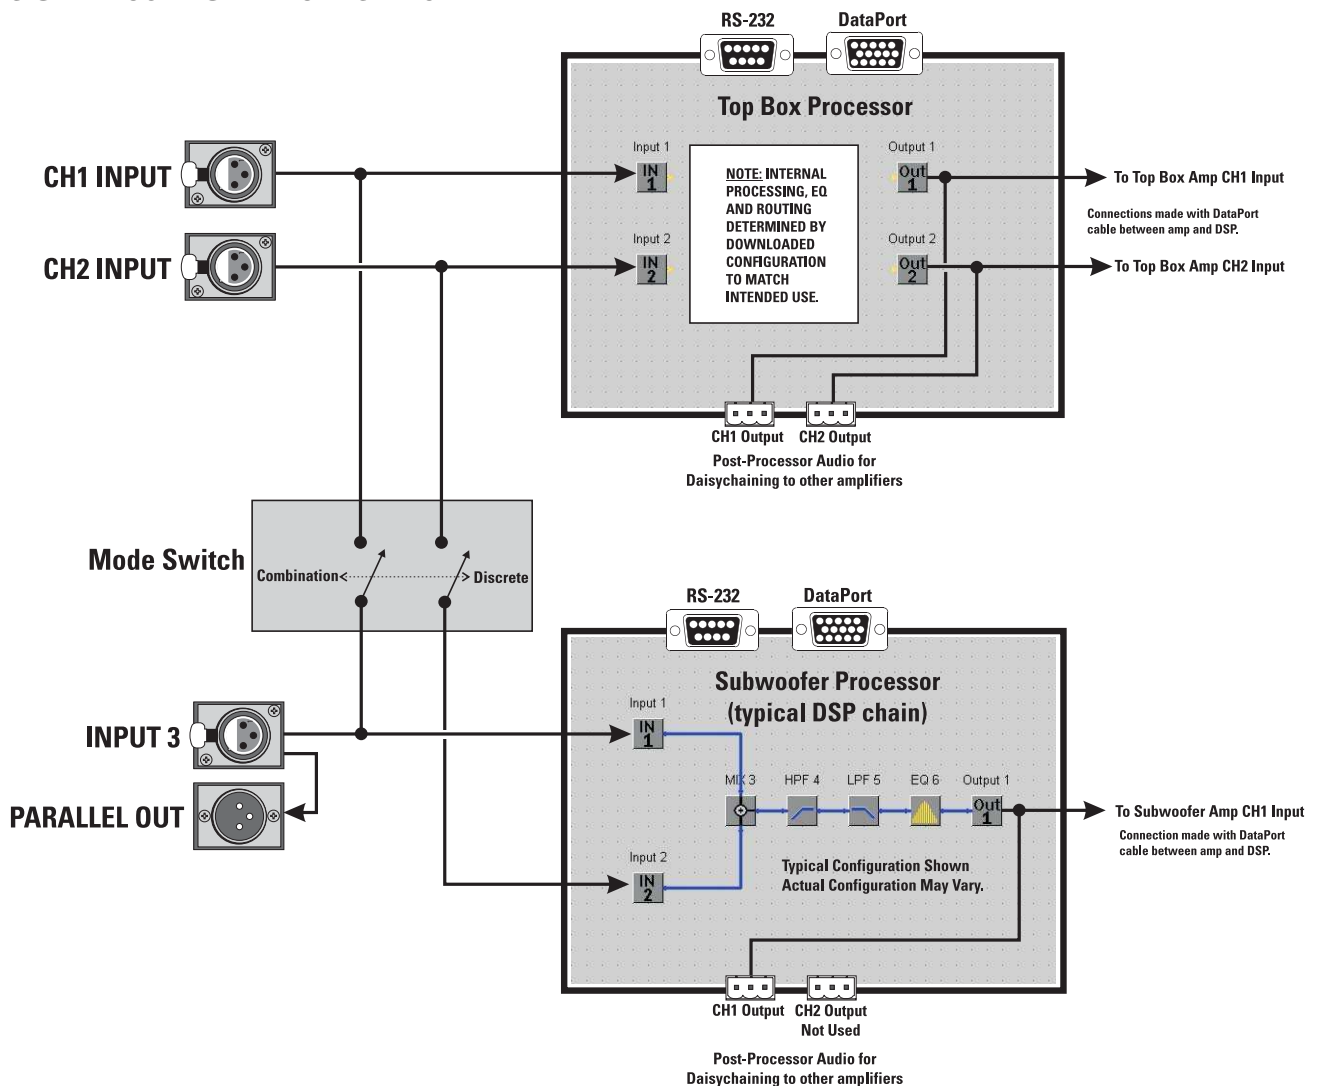 RS-232
DataPort
Top Box Processor
CH1 INPUT
Input 1
IN
1
NOTE: INTERNAL
PROCESSING, EQ
AND ROUTING
DETERMINED BY
DOWNLOADED
CONFIGURATION
TO MATCH
INTENDED USE.
Output 1
Out
1
To Top Box Amp CH1 Input
Connections made with DataPort
cable between amp and DSP.
CH2 INPUT
Input 2
IN
2
Output 2
Out
2
To Top Box Amp CH2 Input
CH1 Output
CH2 Output
Post-Processor Audio for
Daisychaining to other amplifiers
Mode Switch
Combination
Discrete
RS-232
DataPort
Subwoofer Processor
(typical DSP chain)
INPUT 3
Input 1
IN
1
MIX 3
HPF 4
LPF 5
EQ 6
Output 1
Out
1
PARALLEL OUT
To Subwoofer Amp CH1 Input
Connection made with DataPort
cable between amp and DSP.
Input 2
IN
2
Typical Configuration Shown
Actual Configuration May Vary.
CH1 Output
CH2 Output
Not Used
Post-Processor Audio for
Daisychaining to other amplifiers